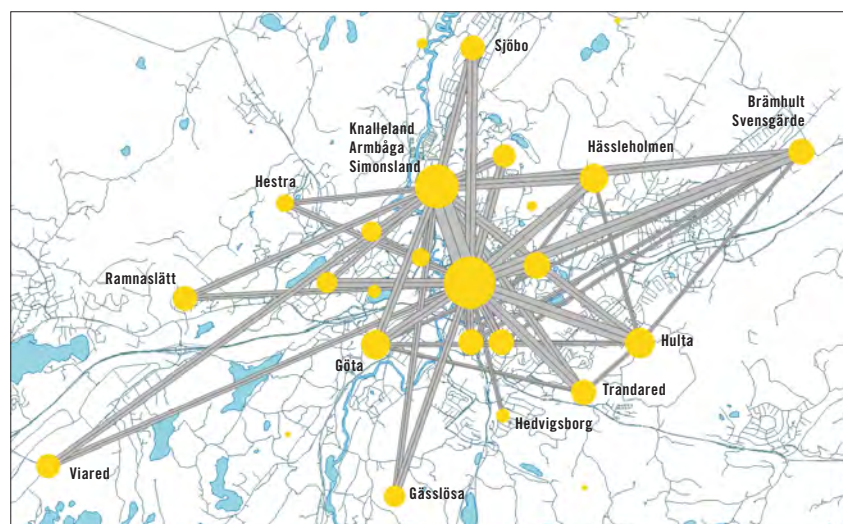 Sjöbo
Brämhult
Svensgärde
Knalleland
Armbåga
Simonsland
Hässleholmen
Hestra
Ramnaslätt
Göta
Hulta
Trandared
Hedvigsborg
Viared
Gässlösa